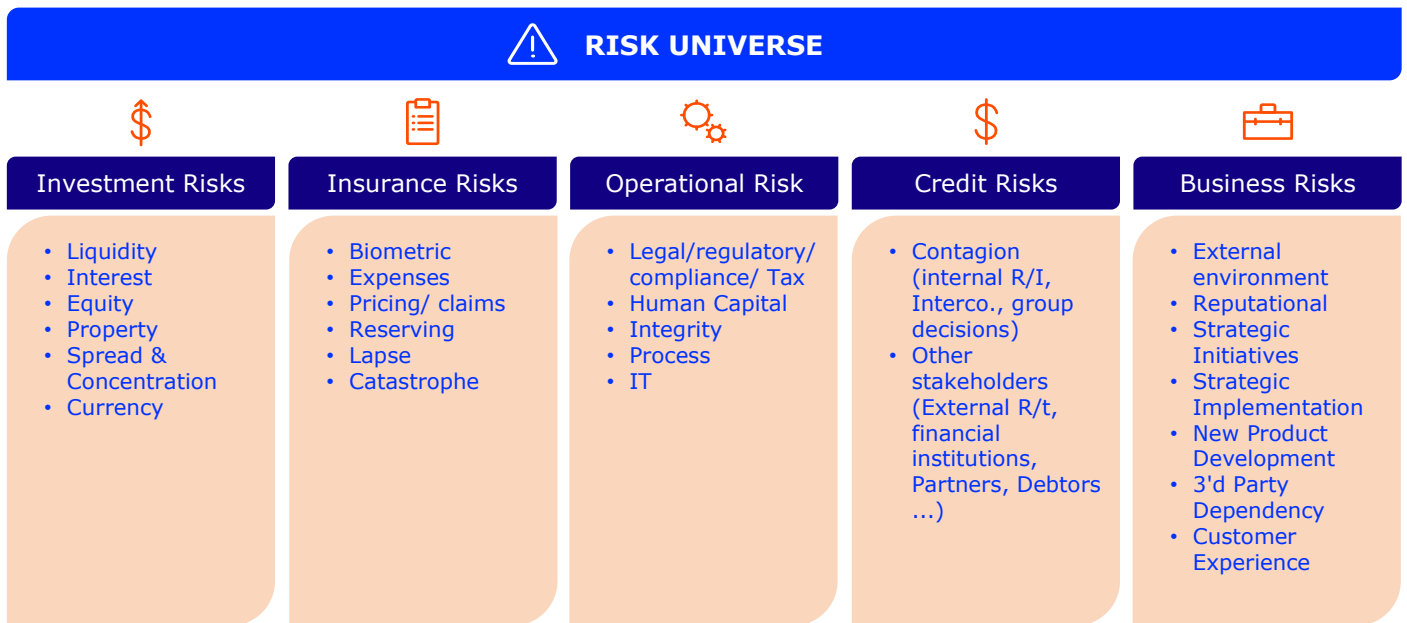 RISK UNIVERSE
Investment Risks
• Liquidity
• Interest
• Equity
• Property
• Spread &
Concentration
• Currency
Insurance Risks
• Biometric
• Expenses
• Pricing/ claims
• Reserving
• Lapse
• Catastrophe
Operational Risk
• Legal/regulatory/
compliance/ Tax
• Human Capital
• Integrity
• Process
• IT
Credit Risks
• Contagion
(internal R/I,
Interco., group
decisions)
• Other
stakeholders
(External R/t,
financial
institutions,
Partners, Debtors
...)
Business Risks
• External
environment
• Reputational
• Strategic
Initiatives
• Strategic
Implementation
• New Product
Development
• 3'd Party
Dependency
• Customer
Experience